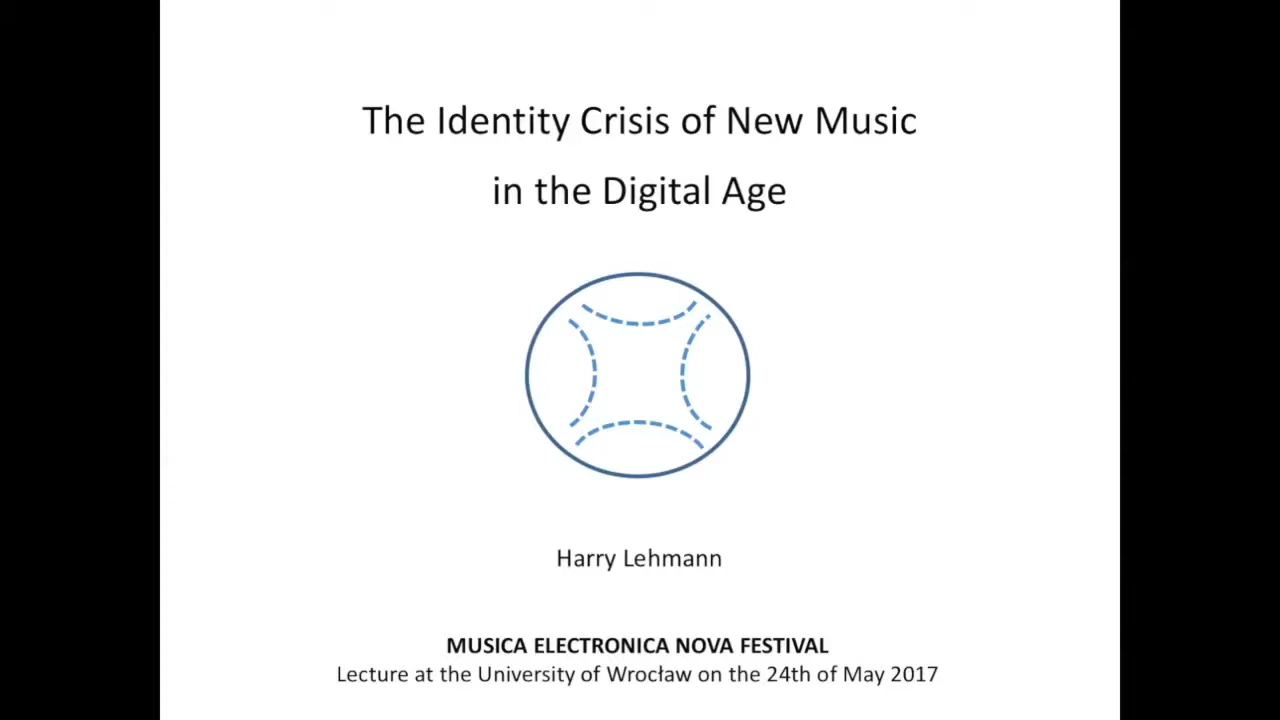 The Identity Crisis of New Music
in the Digital Age
Harry Lehmann
MUSICA ELECTRONICA NOVA FESTIVAL
Lecture at the University of Wrocław on the 24th of May 2017